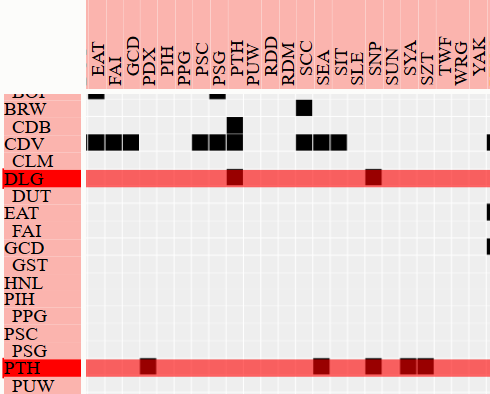 EAT
FAI
GCD
PDX
PIH
PPG
PSC
PSG
PTH
PUW
RDD
RDM
SCC
SEA
SIT
SLE
SNP
SUN
SYA
SZT
TWF
WRG
YAK
BRW
CDB
CDV
CLM
DLG
DUT
EAT
FAI
GCD
GST
HNL
PIH
PPG
PSC
PSG
PTH
PUW